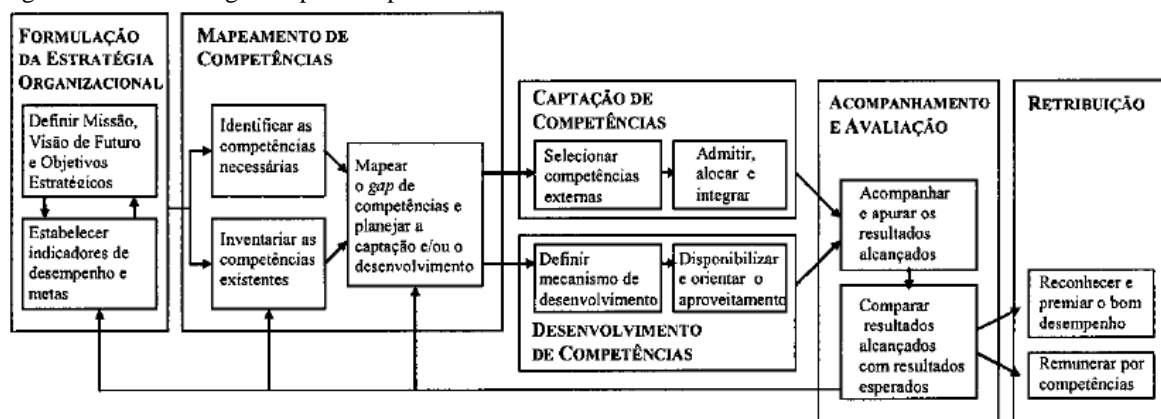 FORMULAÇÃO
DA ESTRATÉGIA
ORGANIZACIONAL
Definir Missão,
Visão de Futuro
e Objetivos
Estratégicos
Estabelecer
indicadores de
desempenho e
metas
MAPEAMENTO DE
COMPETÊNCIAS
Identificar as
competências
necessárias
Inventariar as
competências
existentes
Mapear
o gap de
competências e
planejar a
captação e/ou o
desenvolvimento
CAPTAÇÃO DE
COMPETÊNCIAS
Selecionar
competências
externas
Admitir,
alocar e
integrar
Definir
mecanismo de
desenvolvimento
Disponibilizar
e orientar o
aproveitamento
DESENVOLVIMENTO
DE COMPETÊNCIAS
ACOMPANHAMENTO
E AVALIAÇÃO
Acompanhar
e apurar os
resultados
alcançados
Comparar
resultados
alcançados
com resultados
esperados
RETRIBUIÇÃO
Reconhecer e
premiar o bom
desempenho
Remunerar por
competências